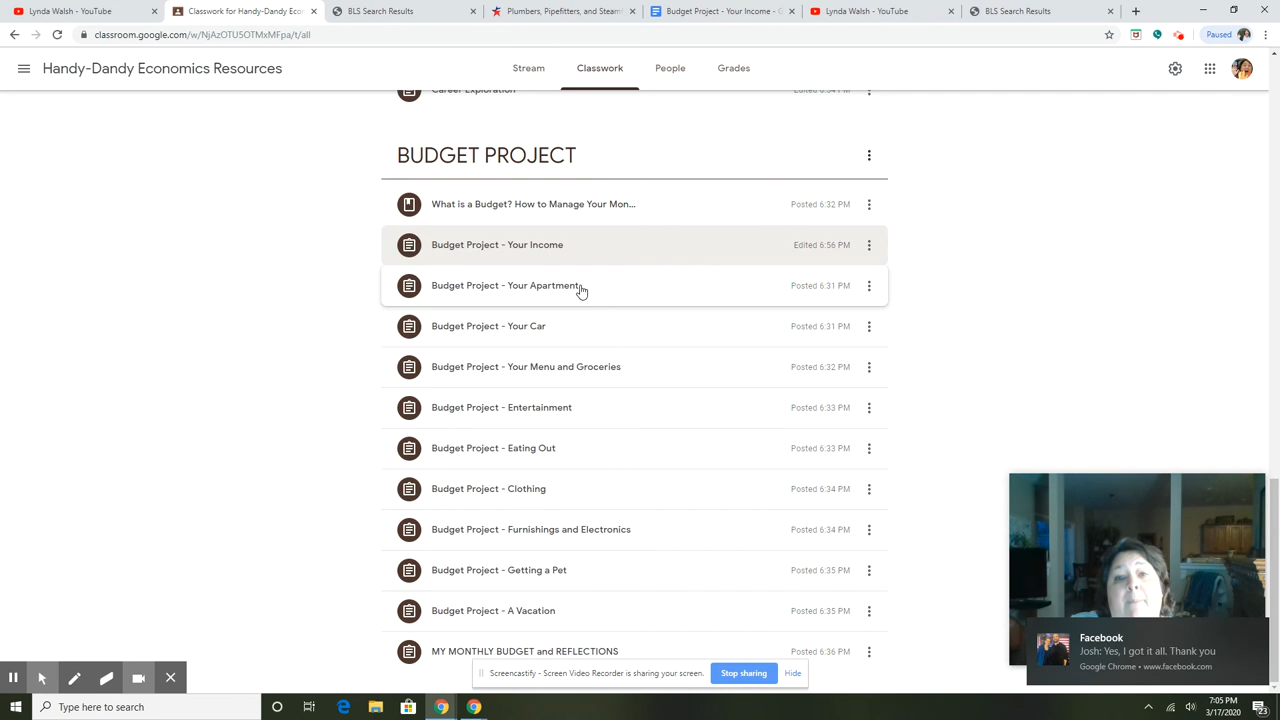 Lynda Walsh - YouTube
Classwork for Handy-Dandy Econ
BLS Search Results
Plumbers, Pipefitters, and Steamf
Budget Project - Your Income - G
Lynda Walsh - YouTube
BLS Search Results
classroom.google.com/w/NjAzOTU5OTMxMFpa/t/all
Paused
Handy-Dandy Economics Resources
Stream
Classwork
People
Grades
Career Exploration
Edited 6:54 PM
BUDGET PROJECT
What is a Budget? How to Manage Your Mon...
Posted 6:32 PM
Budget Project - Your Income
Edited 6:56 PM
Budget Project - Your Apartment
Posted 6:31 PM
Budget Project - Your Car
Posted 6:31 PM
Budget Project - Your Menu and Groceries
Posted 6:32 PM
Budget Project - Entertainment
Posted 6:33 PM
Budget Project - Eating Out
Posted 6:33 PM
Budget Project - Clothing
Posted 6:34 PM
Budget Project - Furnishings and Electronics
Posted 6:34 PM
Budget Project - Getting a Pet
Posted 6:35 PM
Budget Project - A Vacation
Posted 6:35 PM
MY MONTHLY BUDGET and REFLECTIONS
Posted 6:36 PM
Screencastify - Screen Video Recorder is sharing your screen.
Stop sharing
Hide
Facebook
Josh: Yes, I got it all. Thank you
Google Chrome • www.facebook.com
Type here to search
7:05 PM
3/17/2020
23